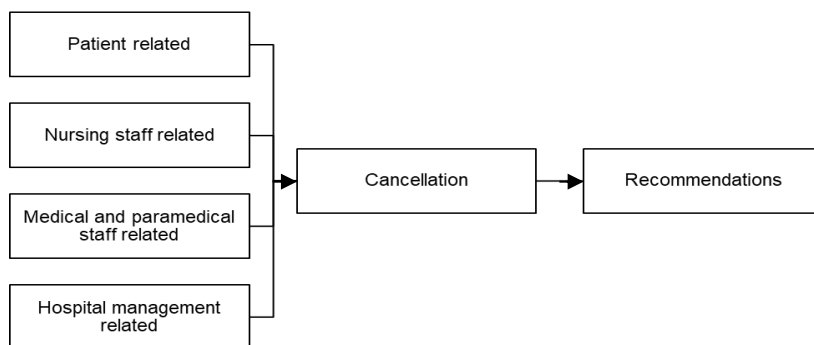 Patient related
Nursing staff related
Medical and paramedical
staff related
Hospital management
related
Cancellation
Recommendations